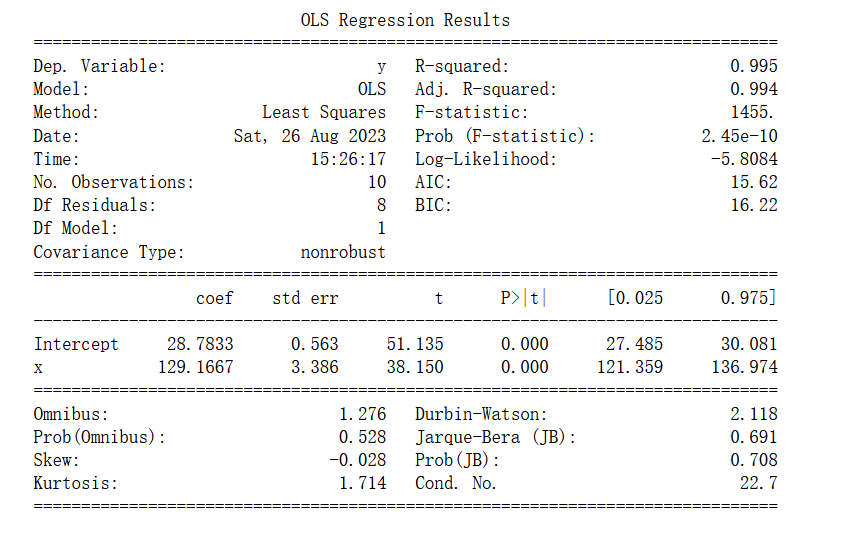 OLS Regression Results
==============================================================================
Dep. Variable:                      y   R-squared:                       0.995
Model:                            OLS   Adj. R-squared:                  0.994
Method:                 Least Squares   F-statistic:                     1455.
Date:                Sat, 26 Aug 2023   Prob (F-statistic):           2.45e-10
Time:                        15:26:17   Log-Likelihood:                -5.8084
No. Observations:                  10   AIC:                             15.62
Df Residuals:                       8   BIC:                             16.22
Df Model:                           1
Covariance Type:            nonrobust
==============================================================================
                 coef    std err          t      P>|t|      [0.025      0.975]
------------------------------------------------------------------------------
Intercept     28.7833      0.563     51.135      0.000      27.485      30.081
x            129.1667      3.386     38.150      0.000     121.359     136.974
==============================================================================
Omnibus:                        1.276   Durbin-Watson:                   2.118
Prob(Omnibus):                  0.528   Jarque-Bera (JB):                0.691
Skew:                          -0.028   Prob(JB):                        0.708
Kurtosis:                       1.714   Cond. No.                         22.7
==============================================================================